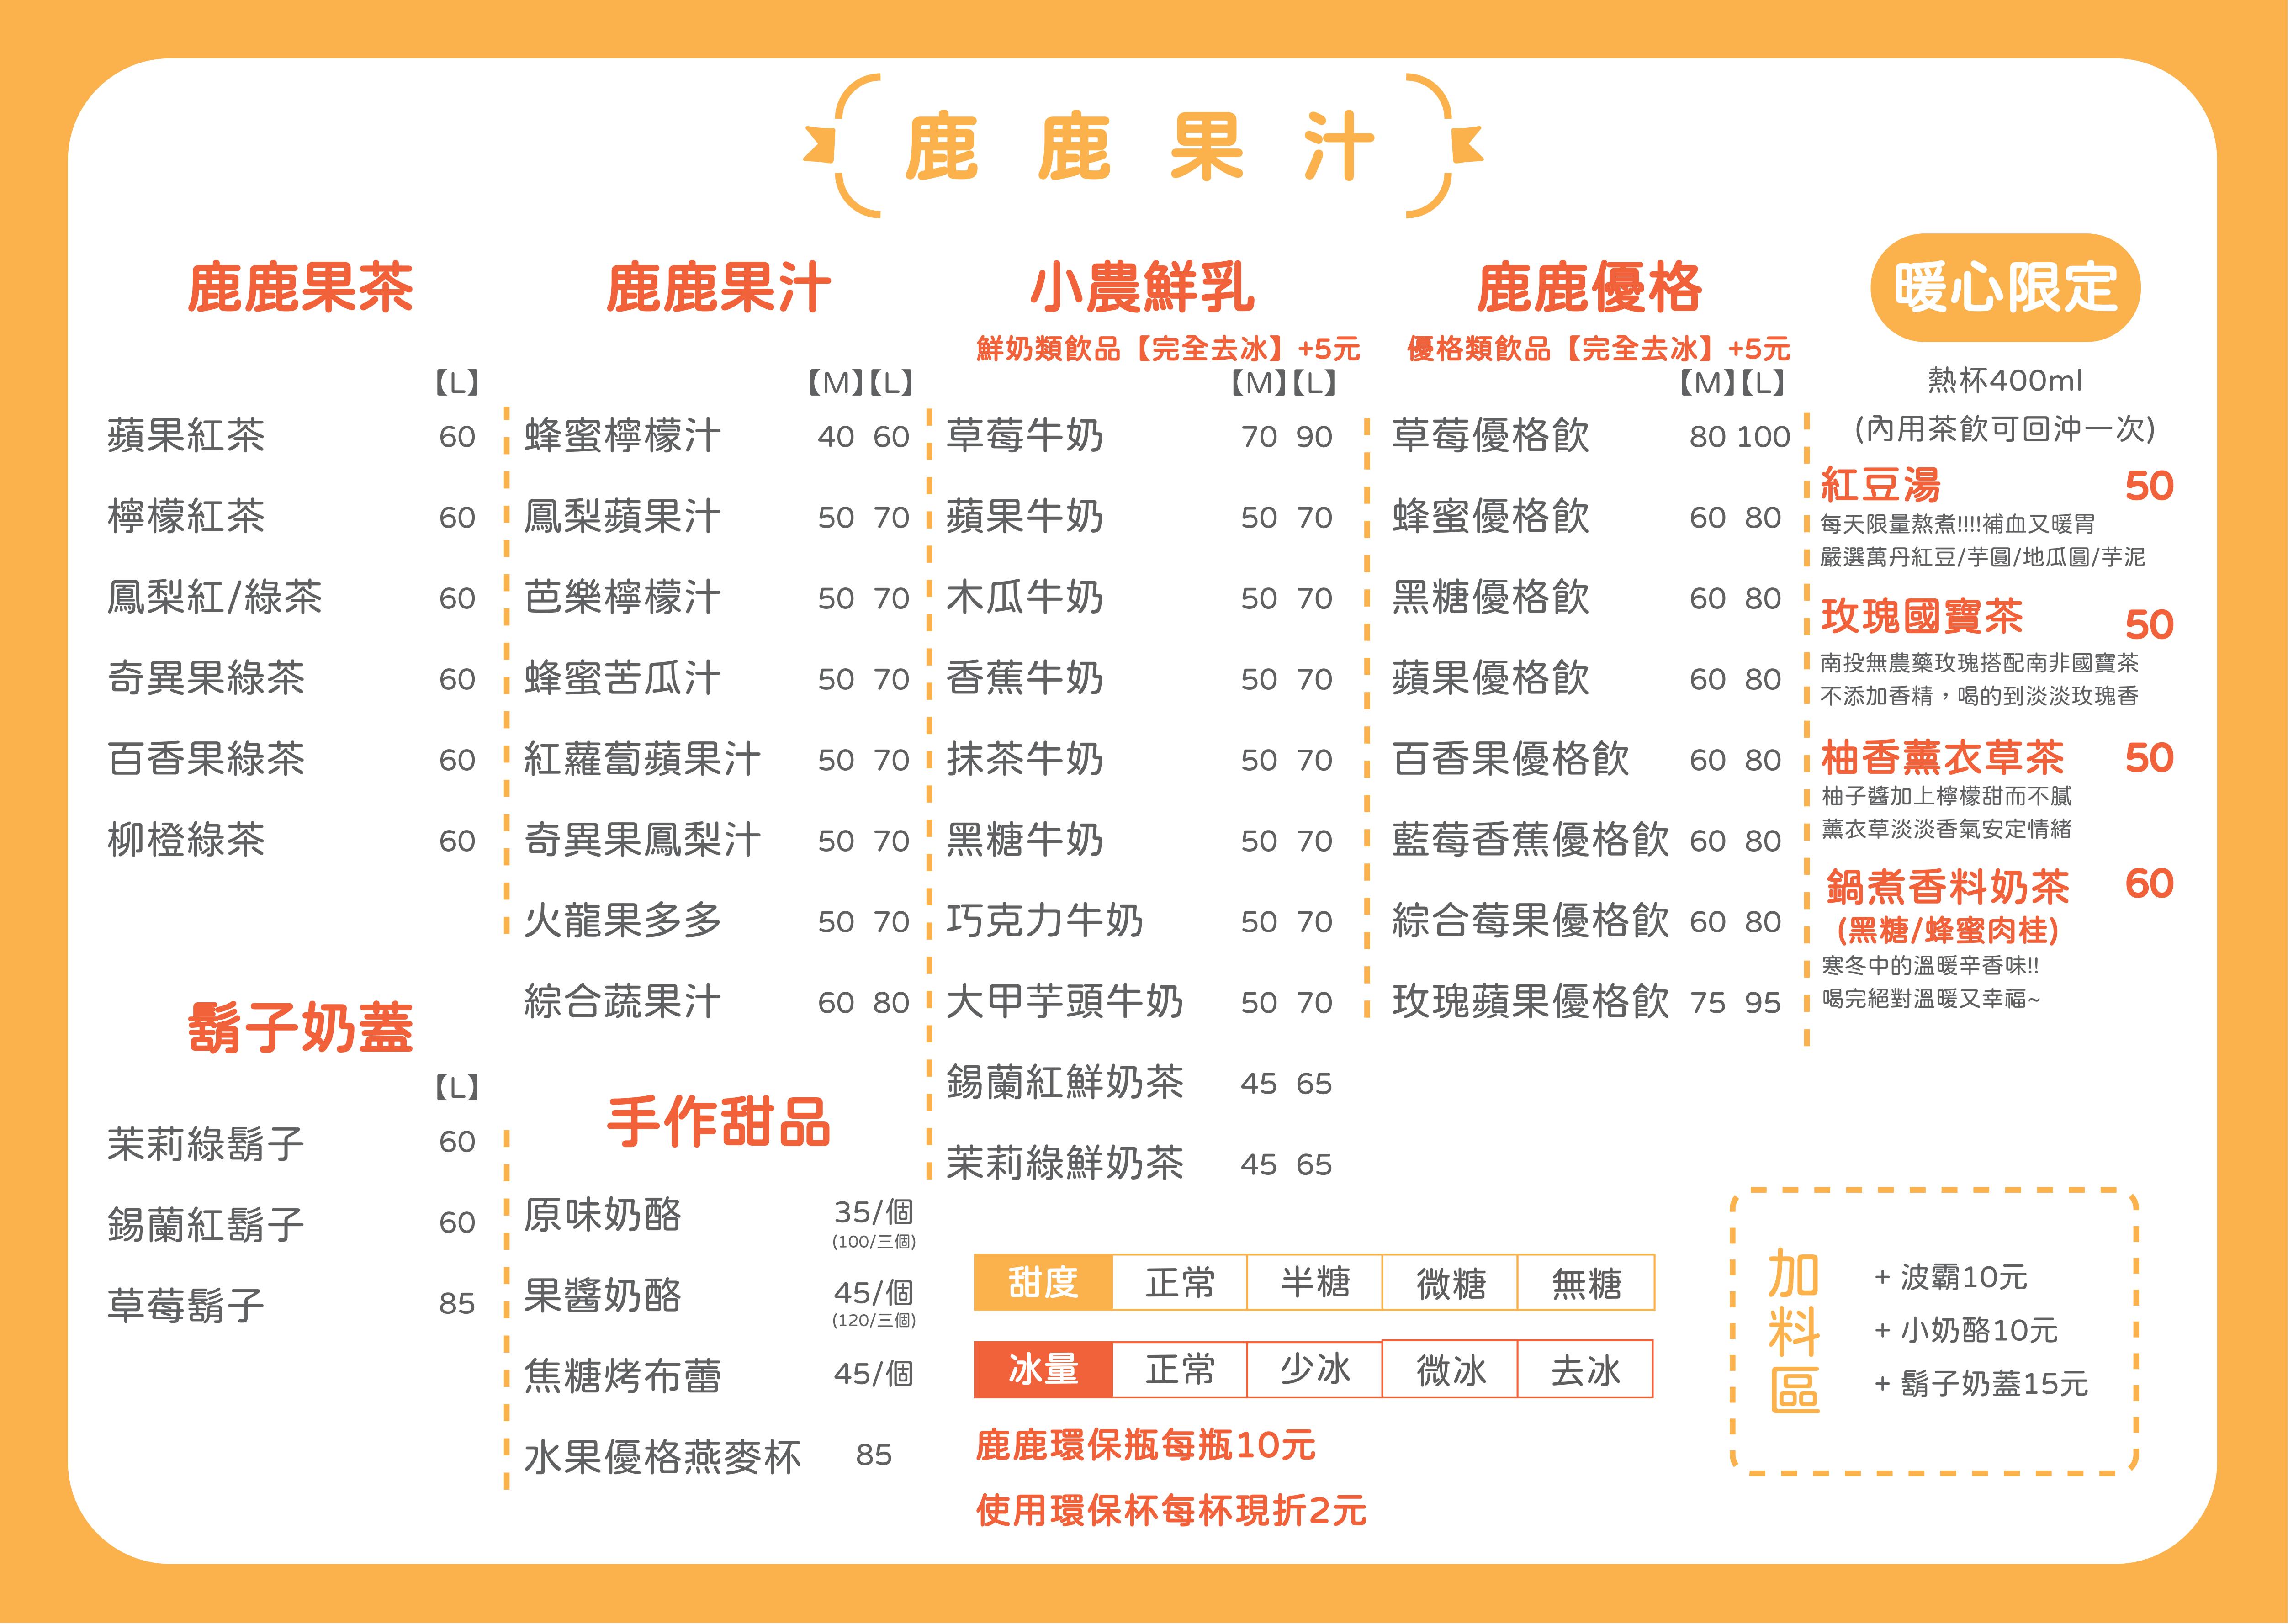 鹿鹿果汁
鹿鹿果茶
【L】
蘋果紅茶 60
檸檬紅茶 60
鳳梨紅/綠茶 60
奇異果綠茶 60
百香果綠茶 60
柳橙綠茶 60
鬍子奶蓋
【L】
茉莉綠鬍子 60
錫蘭紅鬍子 60
草莓鬍子 85
鹿鹿果汁
【M】【L】
蜂蜜檸檬汁 40 60
鳳梨蘋果汁 50 70
芭樂檸檬汁 50 70
蜂蜜苦瓜汁 50 70
紅蘿蔔蘋果汁 50 70
奇異果鳳梨汁 50 70
火龍果多多 50 70
綜合蔬果汁 60 80
手作甜品
原味奶酪 35/個
(100/三個)
果醬奶酪 45/個
(120/三個)
焦糖烤布蕾 45/個
水果優格燕麥杯 85
小農鮮乳
鮮奶類飲品【完全去冰】+5元
【M】【L】
草莓牛奶 70 90
蘋果牛奶 50 70
木瓜牛奶 50 70
香蕉牛奶 50 70
抹茶牛奶 50 70
黑糖牛奶 50 70
巧克力牛奶 50 70
大甲芋頭牛奶 50 70
錫蘭紅鮮奶茶 45 65
茉莉綠鮮奶茶 45 65
鹿鹿優格
優格類飲品【完全去冰】+5元
【M】【L】
草莓優格飲 80 100
蜂蜜優格飲 60 80
黑糖優格飲 60 80
蘋果優格飲 60 80
百香果優格飲 60 80
藍莓香蕉優格飲 60 80
綜合莓果優格飲 60 80
玫瑰蘋果優格飲 75 95
暖心限定
熱杯400ml
(內用茶飲可回沖一次)
紅豆湯 50
每天限量熬煮!!!!補血又暖胃
嚴選萬丹紅豆/芋圓/地瓜圓/芋泥
玫瑰國寶茶 50
南投無農藥玫瑰搭配南非國寶茶
不添加香精，喝的到淡淡玫瑰香
柚香薰衣草茶 50
柚子醬加上檸檬甜而不膩
薰衣草淡淡香氣安定情緒
鍋煮香料奶茶 60
(黑糖/蜂蜜肉桂)
寒冬中的溫暖辛香味!!
喝完絕對溫暖又幸福~
甜度 正常 半糖 微糖 無糖
冰量 正常 少冰 微冰 去冰
鹿鹿環保瓶每瓶10元
使用環保杯每杯現折2元
加料區
+ 波霸10元
+ 小奶酪10元
+ 鬍子奶蓋15元